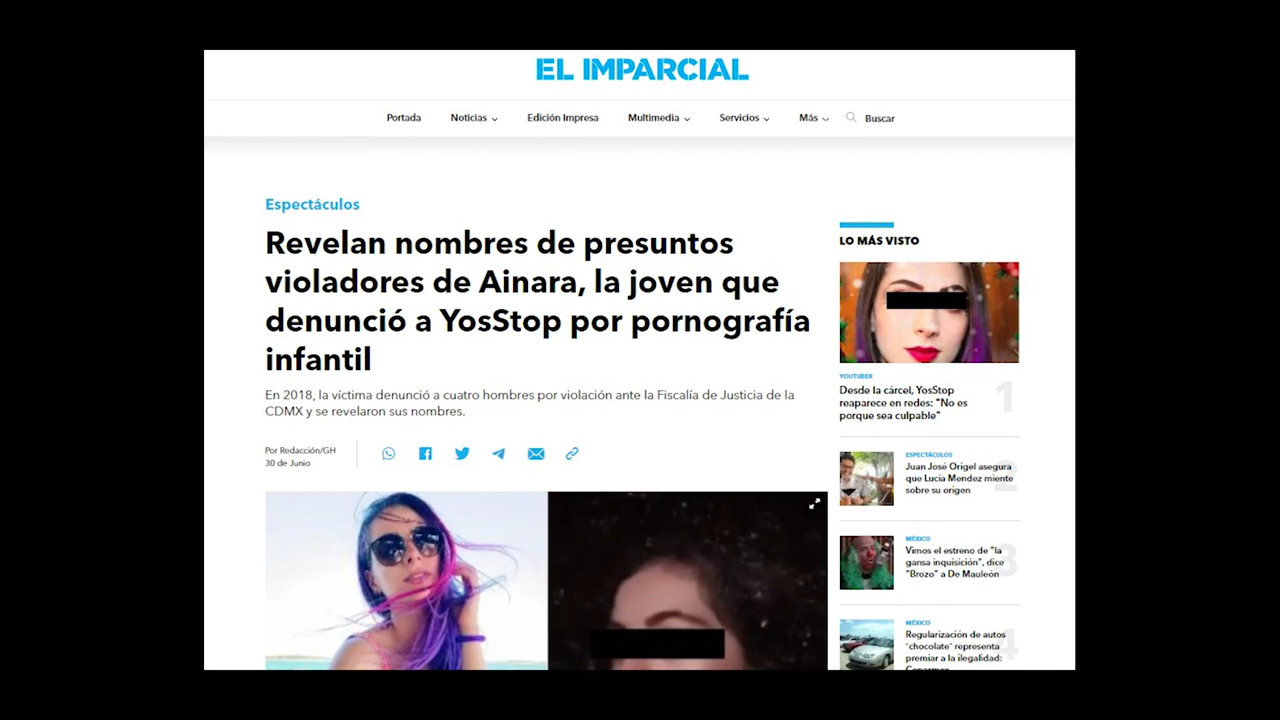 EL IMPARCIAL
Portada
Noticias
Edición Impresa
Multimedia
Servicios
Más
Buscar
Espectáculos
Revelan nombres de presuntos
violadores de Ainara, la joven que
denunció a YosStop por pornografía
infantil
En 2018, la víctima denunció a cuatro hombres por violación ante la Fiscalía de Justicia de la
CDMX y se revelaron sus nombres.
Por Redacción/GH
30 de Junio
LO MÁS VISTO
YOUTUBER
Desde la cárcel, YosStop
reaparece en redes: "No es
porque sea culpable"
1
ESPECTÁCULOS
Juan José Origel asegura
que Lucía Mendez miente
sobre su origen
2
MÉXICO
Vimos el estreno de "la
gansa inquisición", dice
"Brozo" a De Mauleón
3
MÉXICO
Regularización de autos
"chocolate" representa
premiar a la ilegalidad:
4